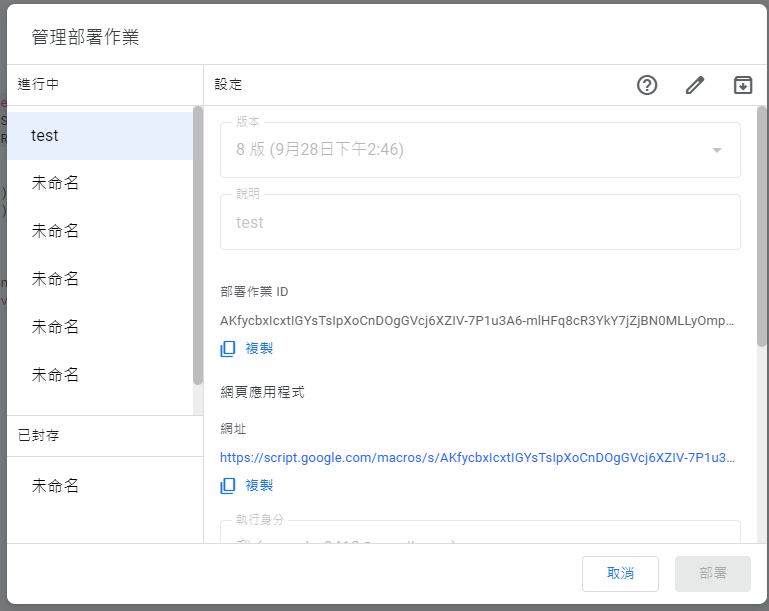 管理部署作業
進行中
設定
test
未命名
未命名
未命名
未命名
未命名
已封存
未命名
版本
8 版 (9月28日下午2:46)
說明
test
部署作業 ID
AKfycbxIcxtIGYsTsIpXoCnDOgGVcj6XZIV-7P1u3A6-mlHFq8cR3YkY7jZjBN0MLLyOmp...
複製
網頁應用程式
網址
https://script.google.com/macros/s/AKfycbxIcxtIGYsTsIpXoCnDOgGVcj6XZIV-7P1u3...
複製
執行身分
取消
部署